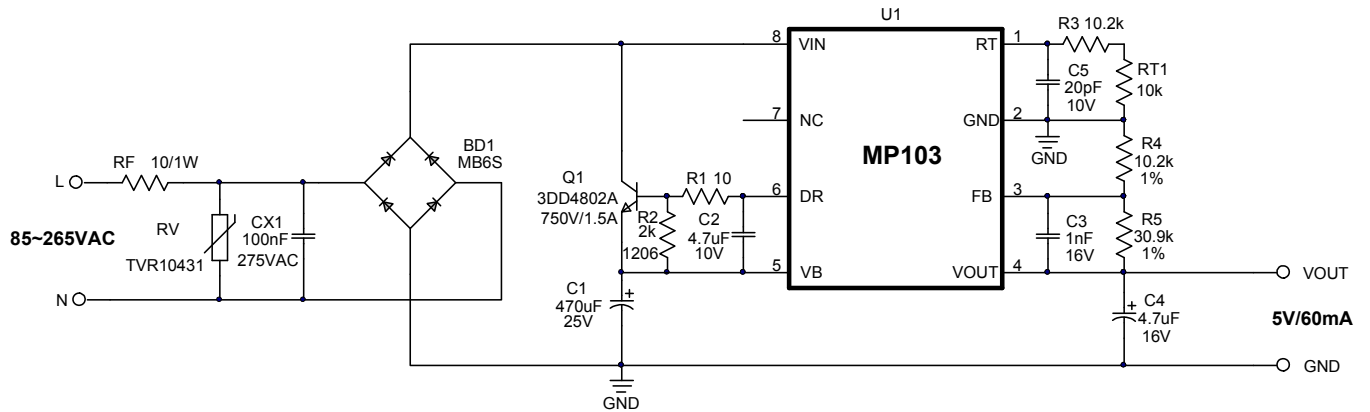 U1
MP103
8
VIN
7
NC
6
DR
5
VB
RT
1
GND
2
FB
3
VOUT
4
R3 10.2k
RT1
10k
C5
20pF
10V
GND
R4
10.2k
1%
C3
1nF
16V
R5
30.9k
1%
VOUT
C4
4.7uF
16V
5V/60mA
GND
BD1
MB6S
RF 10/1W
L
85~265VAC
RV
TVR10431
CX1
100nF
275VAC
N
Q1
3DD4802A
750V/1.5A
R1 10
R2
2k
1206
C2
4.7uF
10V
C1
470uF
25V
+
+
GND